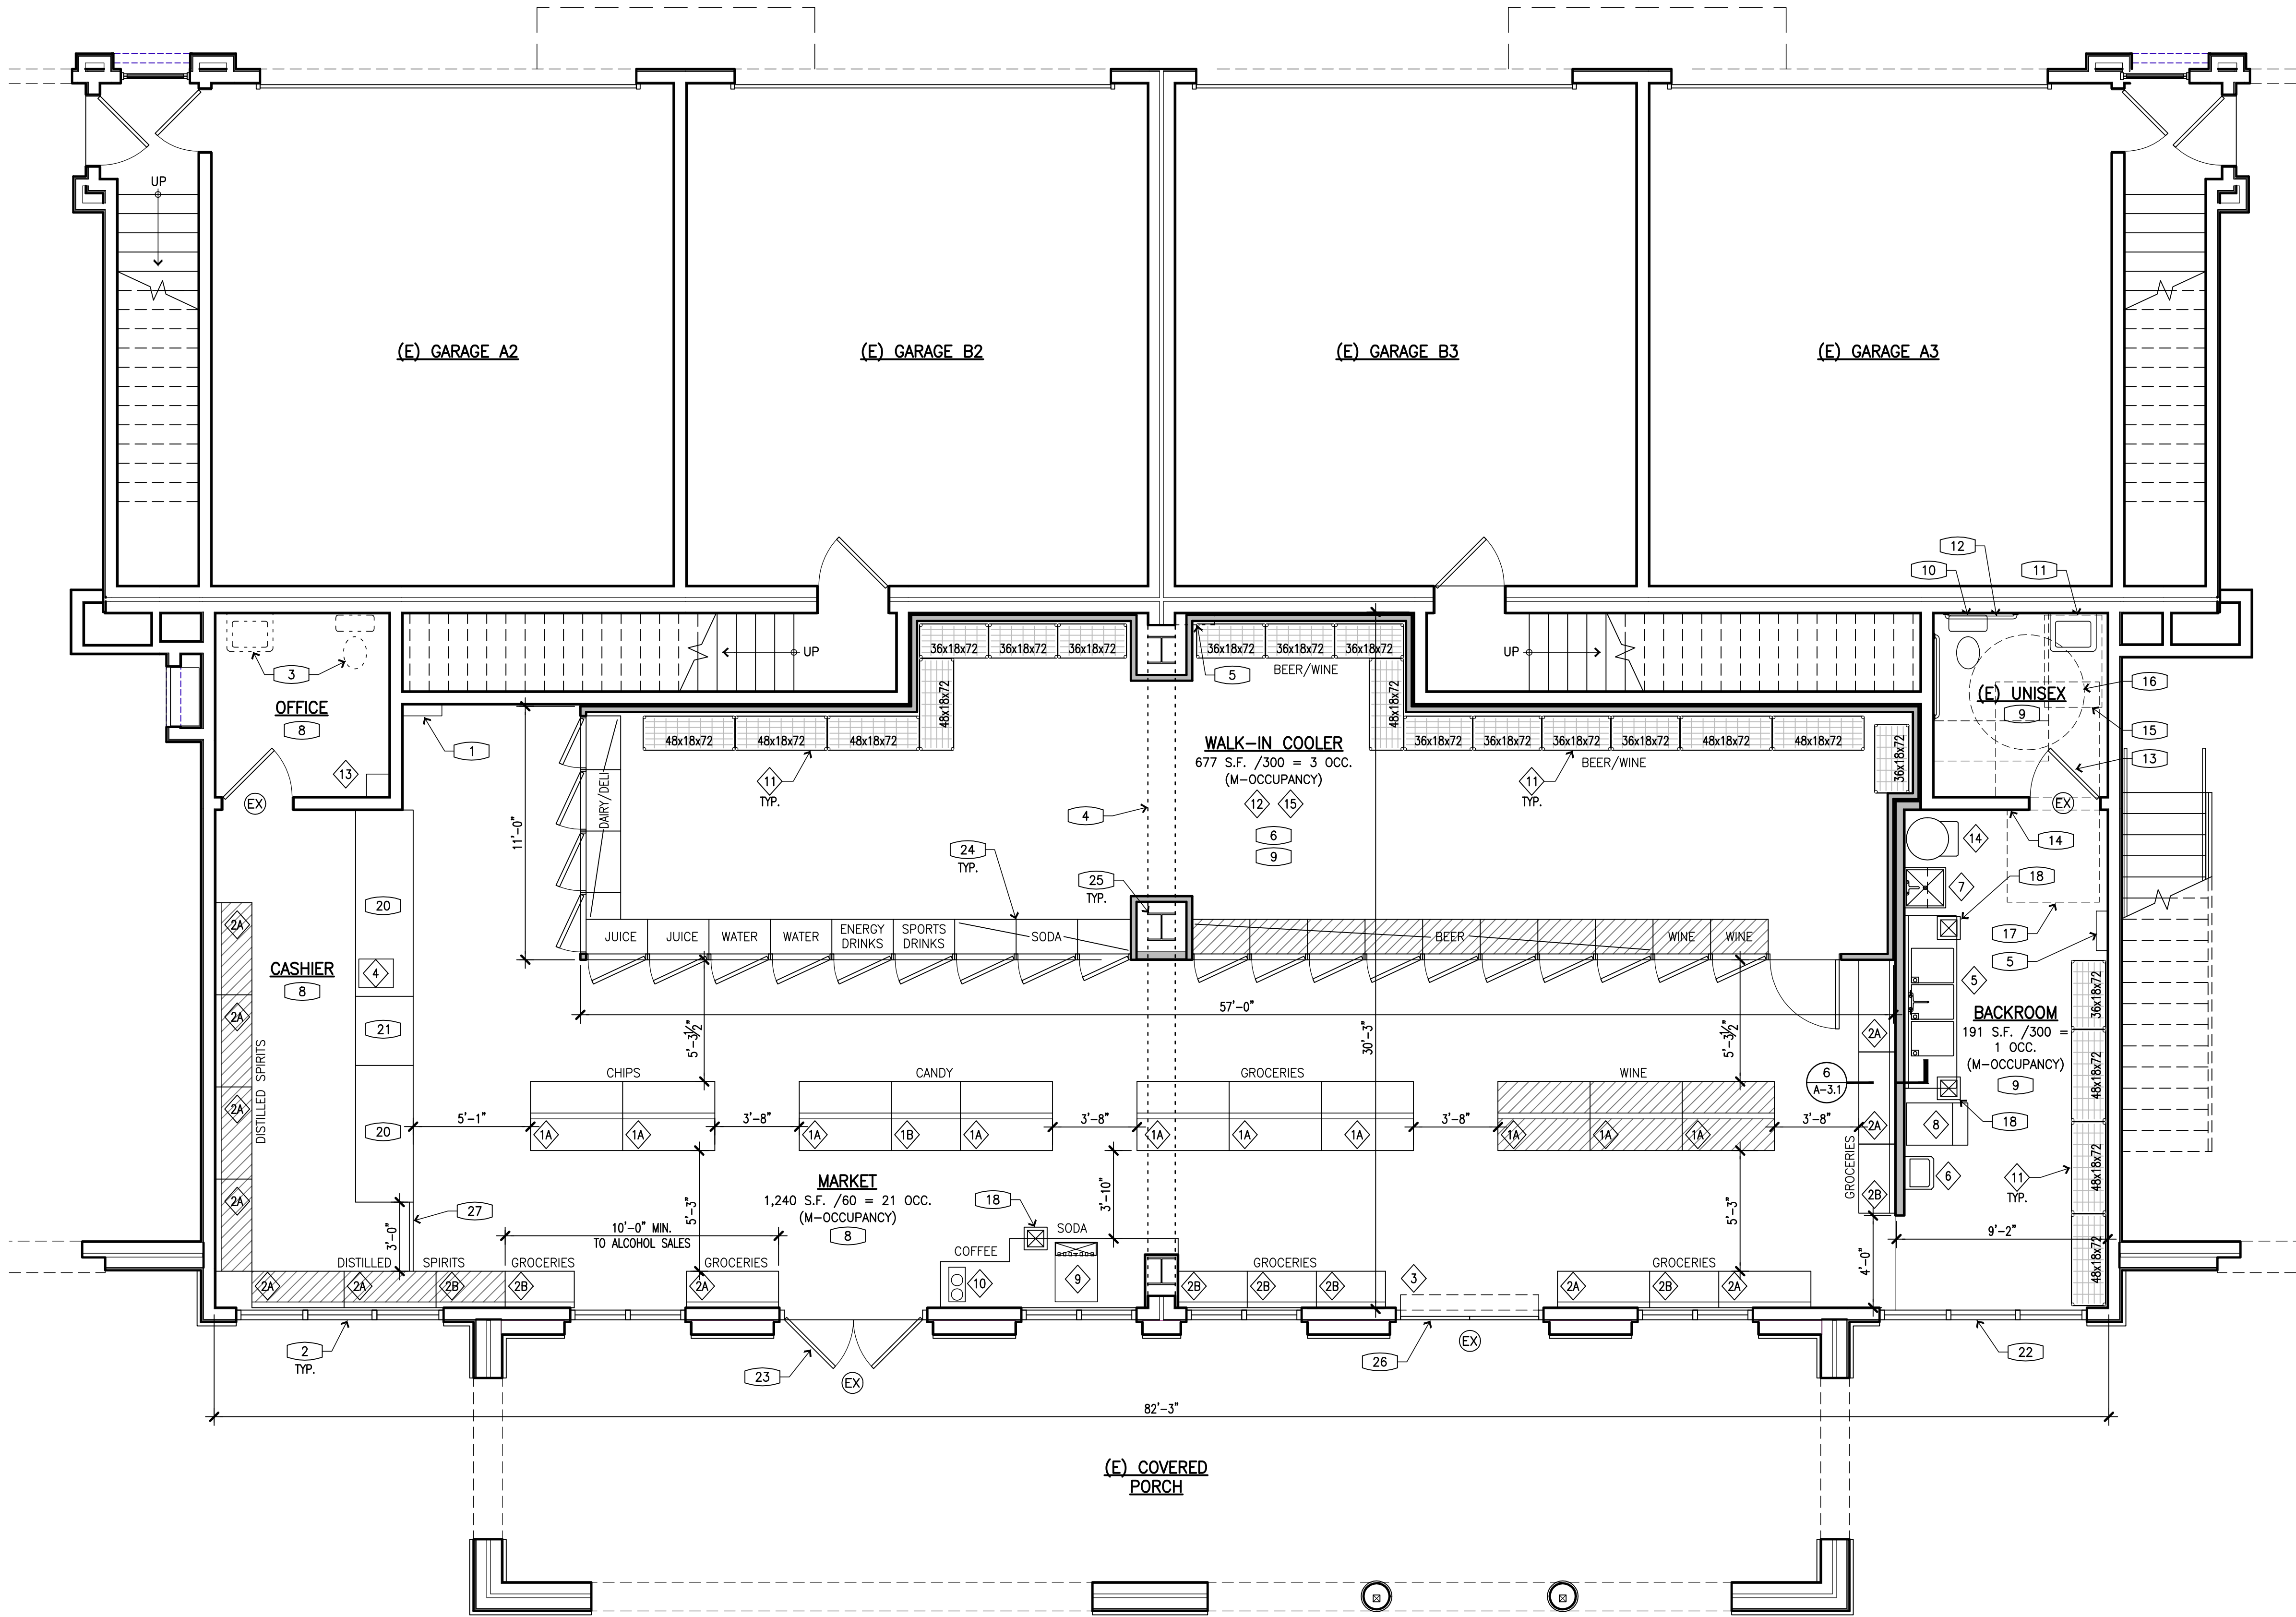 UP
(E) GARAGE A2
(E) GARAGE B2
(E) GARAGE B3
(E) GARAGE A3
12
10
11
3
OFFICE
8
13
EX
1
UP
36x18x72
36x18x72
36x18x72
48x18x72
48x18x72
48x18x72
48x18x72
11
TYP.
36x18x72
36x18x72
36x18x72
BEER/WINE
5
48x18x72
UP
36x18x72
36x18x72
36x18x72
36x18x72
48x18x72
48x18x72
BEER/WINE
11
TYP.
36x18x72
WALK-IN COOLER
677 S.F. /300 = 3 OCC.
(M-OCCUPANCY)
12
15
6
9
4
(E) UNISEX
9
16
15
13
EX
14
11'-0"
DAIRY/DELI
24
TYP.
25
TYP.
JUICE
JUICE
WATER
WATER
ENERGY
DRINKS
SPORTS
DRINKS
SODA
BEER
WINE
WINE
14
7
18
17
5
5
BACKROOM
191 S.F. /300 =
1 OCC.
(M-OCCUPANCY)
9
36x18x72
48x18x72
48x18x72
48x18x72
18
8
6
11
TYP.
9'-2"
CASHIER
8
20
4
21
20
2A
2A
2A
2A
DISTILLED SPIRITS
57'-0"
5'-3½"
30'-3"
5'-3½"
6
A-3.1
2A
2A
2B
GROCERIES
CHIPS
CANDY
GROCERIES
WINE
5'-1"
1A
1A
3'-8"
1A
1B
1A
3'-8"
1A
1A
1A
3'-8"
1A
1A
1A
3'-8"
MARKET
1,240 S.F. /60 = 21 OCC.
(M-OCCUPANCY)
8
27
3'-0"
10'-0" MIN.
TO ALCOHOL SALES
5'-3"
3'-10"
5'-3"
4'-0"
18
SODA
COFFEE
10
9
DISTILLED SPIRITS
GROCERIES
GROCERIES
GROCERIES
GROCERIES
2A
2A
2B
2B
2A
2B
2B
2B
3
2A
2B
2A
2
TYP.
23
EX
26
EX
22
82'-3"
(E) COVERED
PORCH